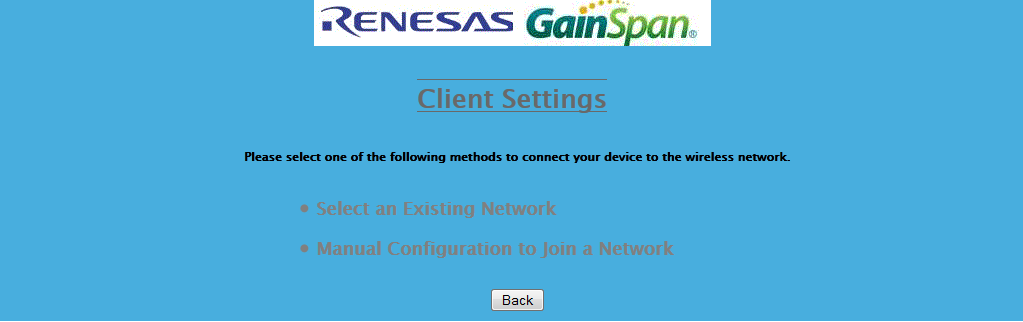 RENESAS GainSpan®
Client Settings
Please select one of the following methods to connect your device to the wireless network.
• Select an Existing Network
• Manual Configuration to Join a Network
Back